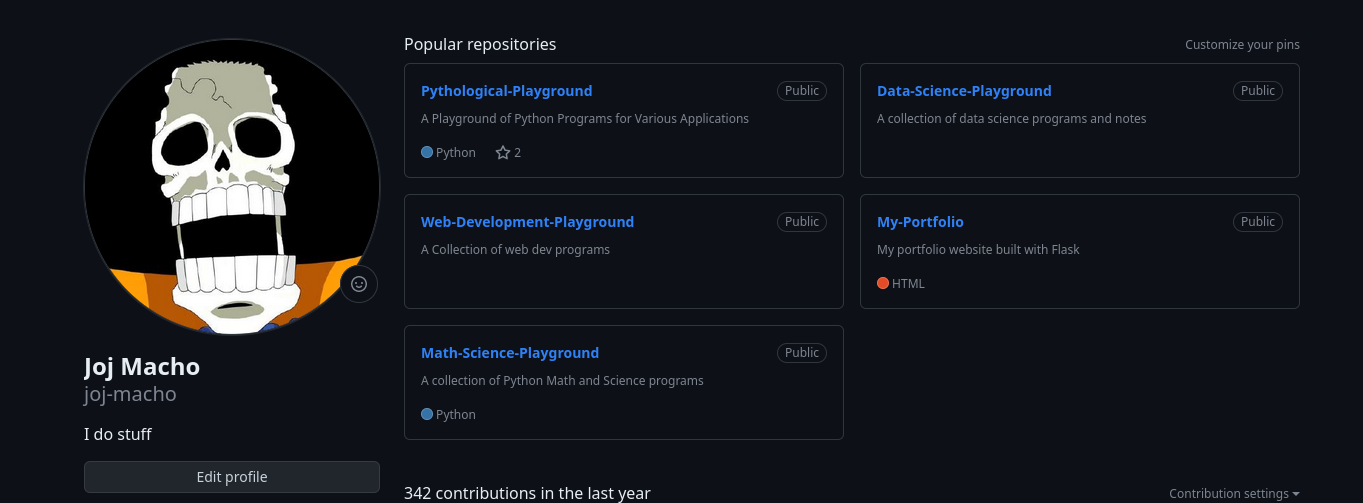 Popular repositories
Customize your pins
Pythological-Playground
Public
A Playground of Python Programs for Various Applications
Python
2
Data-Science-Playground
Public
A collection of data science programs and notes
Web-Development-Playground
Public
A Collection of web dev programs
My-Portfolio
Public
My portfolio website built with Flask
HTML
Math-Science-Playground
Public
A collection of Python Math and Science programs
Python
Joj Macho
joj-macho
I do stuff
Edit profile
342 contributions in the last year
Contribution settings